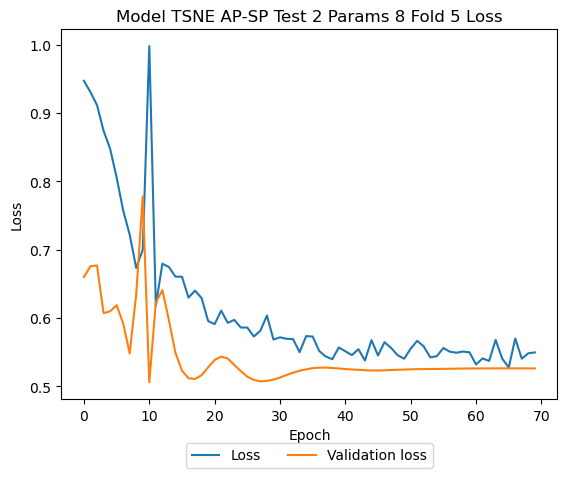 Model TSNE AP-SP Test 2 Params 8 Fold 5 Loss
1.0
0.9
0.8
0.7
0.6
0.5
Loss
0 10 20 30 40 50 60 70
Epoch
Loss Validation loss